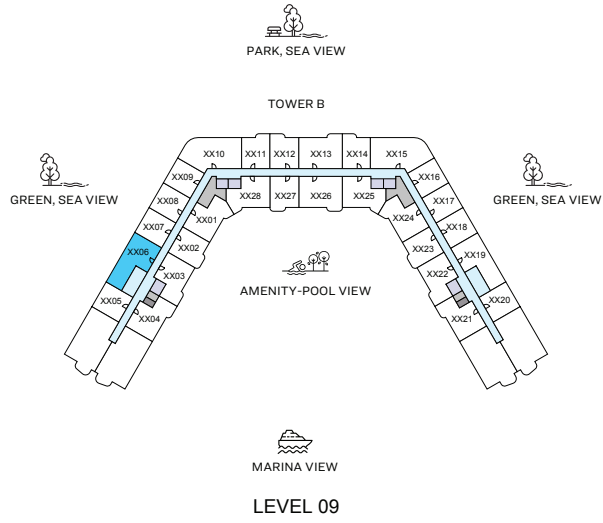 PARK, SEA VIEW
TOWER B
GREEN, SEA VIEW
GREEN, SEA VIEW
XX10
XX11
XX12
XX13
XX14
XX15
XX09
XX16
XX08
XX01
XX28
XX27
XX26
XX25
XX24
XX17
XX07
XX02
XX23
XX18
XX06
XX03
XX22
XX19
XX05
XX04
XX21
XX20
AMENITY-POOL VIEW
MARINA VIEW
LEVEL 09